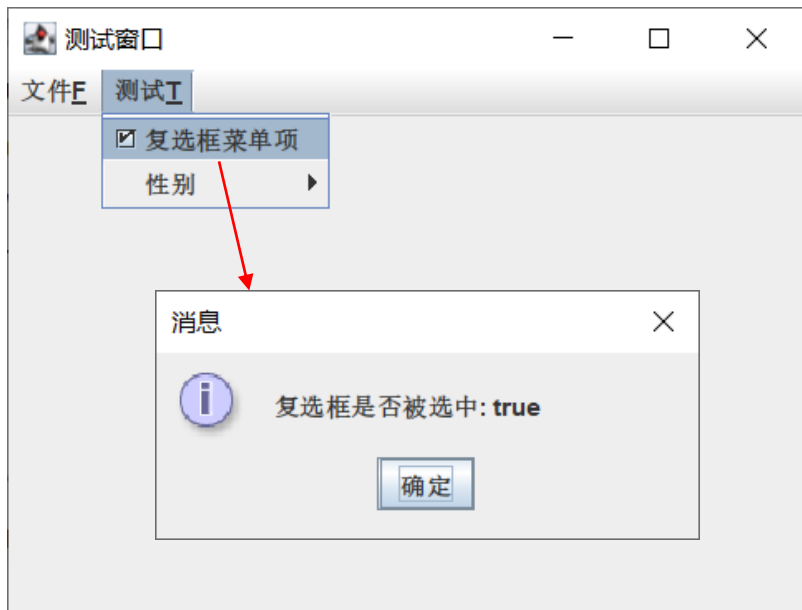 测试窗口
文件F 测试T
复选框菜单项
性别
消息
复选框是否被选中: true
确定